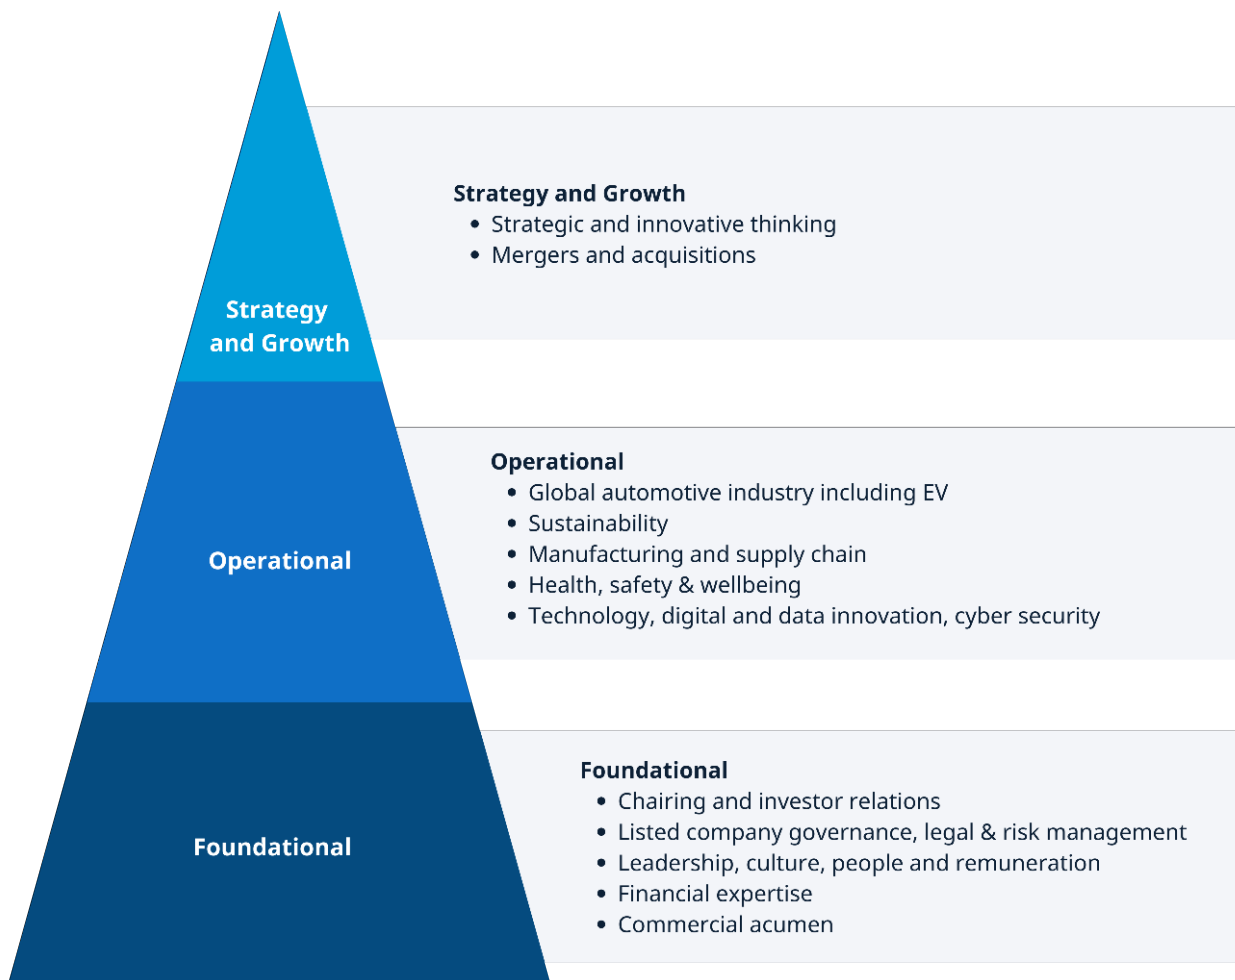 Strategy and Growth
• Strategic and innovative thinking
• Mergers and acquisitions
Strategy
and Growth
Operational
• Global automotive industry including EV
• Sustainability
• Manufacturing and supply chain
• Health, safety & wellbeing
• Technology, digital and data innovation, cyber security
Operational
Foundational
• Chairing and investor relations
• Listed company governance, legal & risk management
• Leadership, culture, people and remuneration
• Financial expertise
• Commercial acumen
Foundational